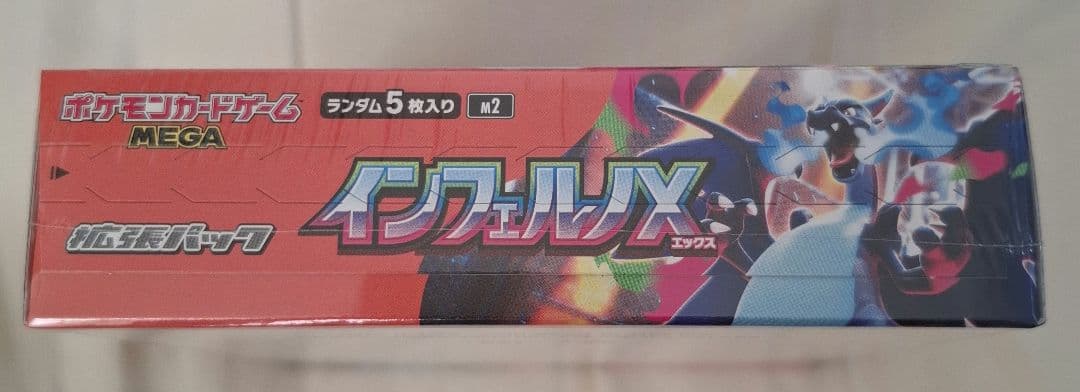 ポケモンカードゲーム
MEGA
ランダム5枚入り
M2
インフェルノX
エックス
拡張パック